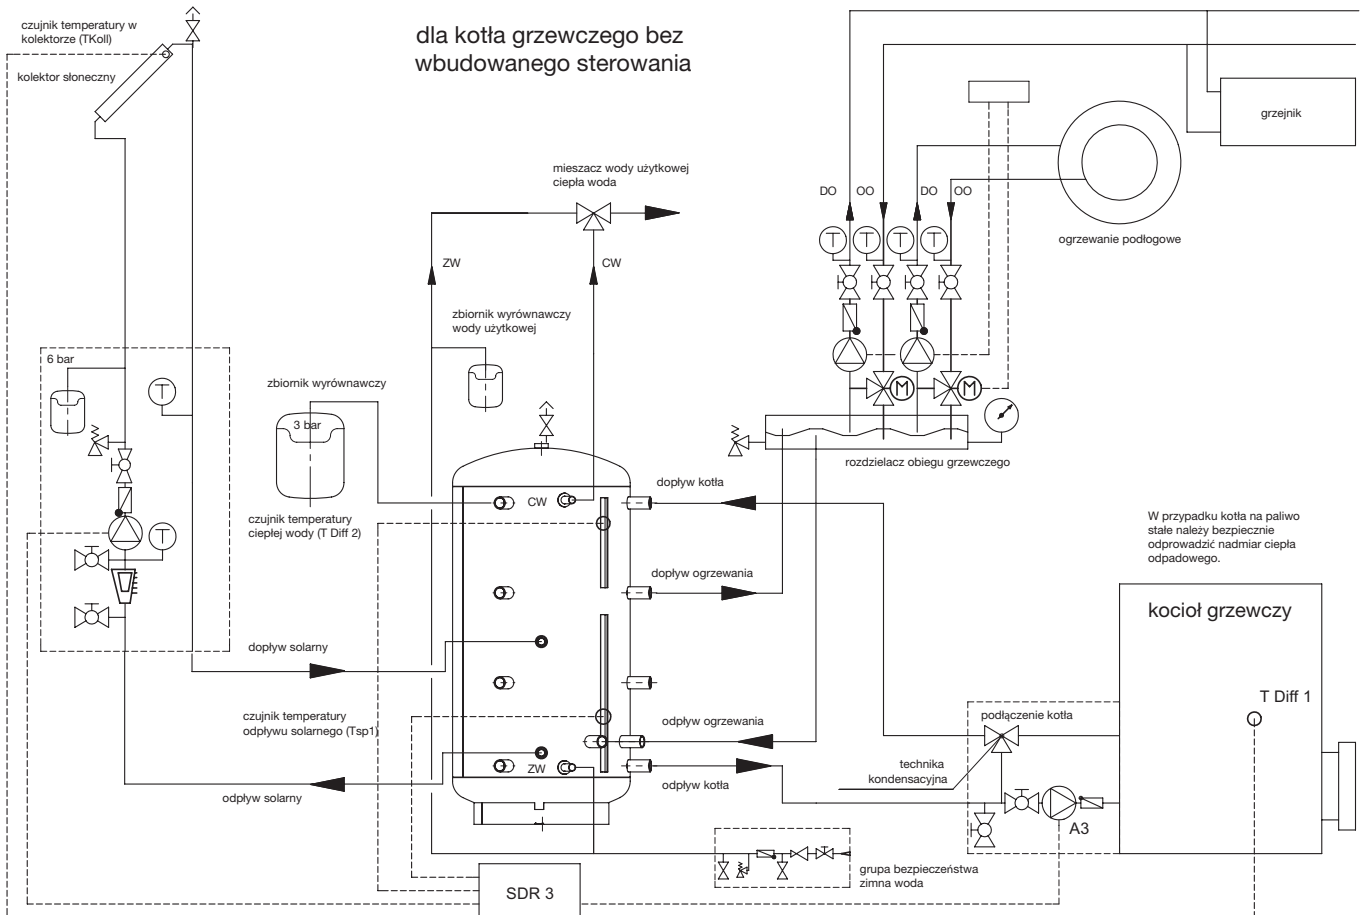 czujnik temperatury w
kolektorze (TKoll)
kolektor słoneczny
dla kotła grzewczego bez
wbudowanego sterowania
grzejnik
mieszacz wody użytkowej
ciepła woda
DO
OO
DO
OO
T
T
T
T
ogrzewanie podłogowe
ZW
CW
zbiornik wyrównawczy
wody użytkowej
6 bar
T
zbiornik wyrównawczy
3 bar
M
M
rozdzielacz obiegu grzewczego
CW
dopływ kotła
czujnik temperatury
ciepłej wody (T Diff 2)
T
W przypadku kotła na paliwo
stałe należy bezpiecznie
odprowadzić nadmiar ciepła
odpadowego.
dopływ ogrzewania
kocioł grzewczy
dopływ solarny
T Diff 1
czujnik temperatury
odpływu solarnego (Tsp1)
odpływ ogrzewania
podłączenie kotła
technika
kondensacyjna
ZW
odpływ kotła
odpływ solarny
A3
grupa bezpieczeństwa
zimna woda
SDR 3